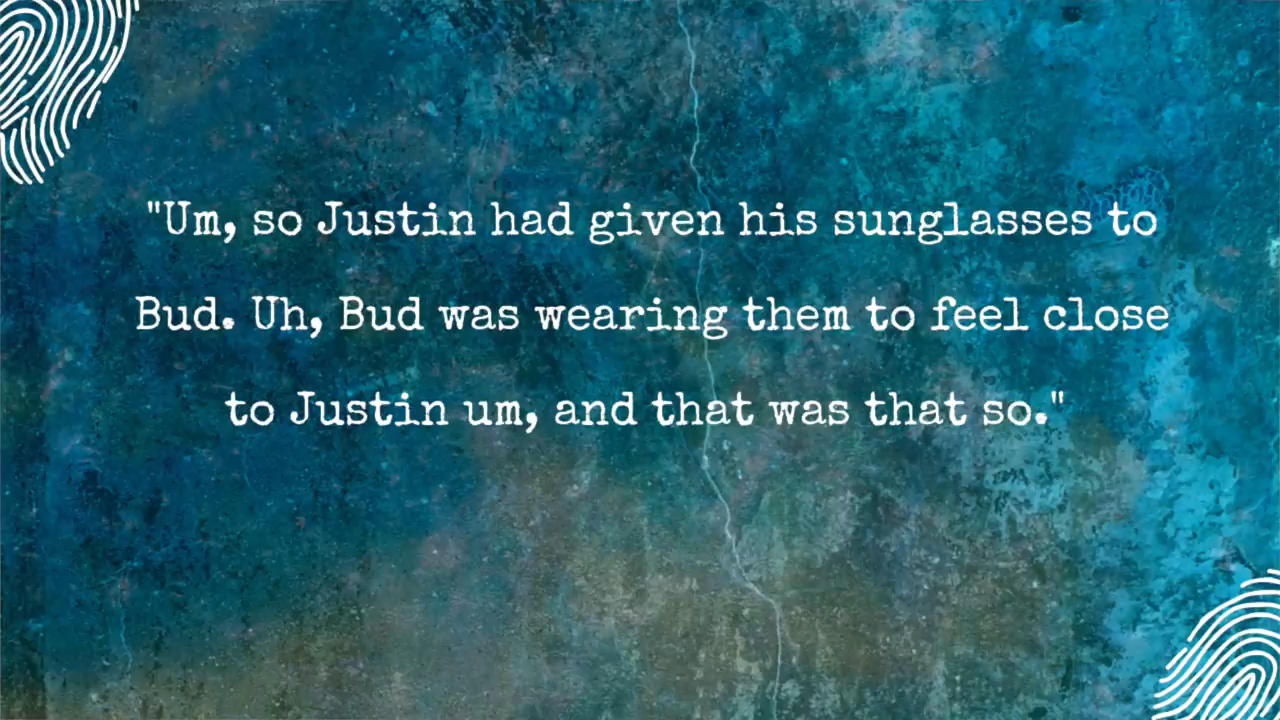 "Um, so Justin had given his sunglasses to
Bud. Uh, Bud was wearing them to feel close
to Justin um, and that was that so."